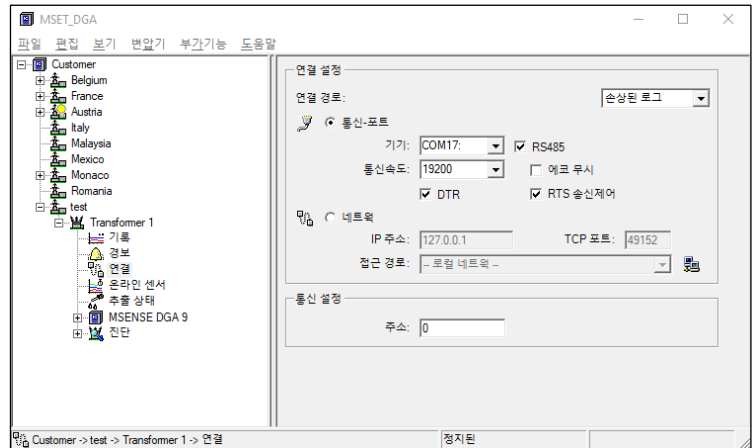 MSET_DGA
파일 편집 보기 변압기 부가기능 도움말
Customer
Belgium
France
Austria
Italy
Malaysia
Mexico
Monaco
Romania
test
Transformer 1
기록
경보
연결
온라인 센서
추출 상태
MSENSE DGA 9
진단
연결 설정
연결 경로: 손상된 로그
통신-포트
기기: COM17: RS485
통신속도: 19200 에코 무시
DTR RTS 송신제어
네트웍
IP 주소: 127.0.0.1 TCP 포트: 49152
접근 경로: -- 로컬 네트웍 --
통신 설정
주소: 0
Customer -> test -> Transformer 1 -> 연결 정지된